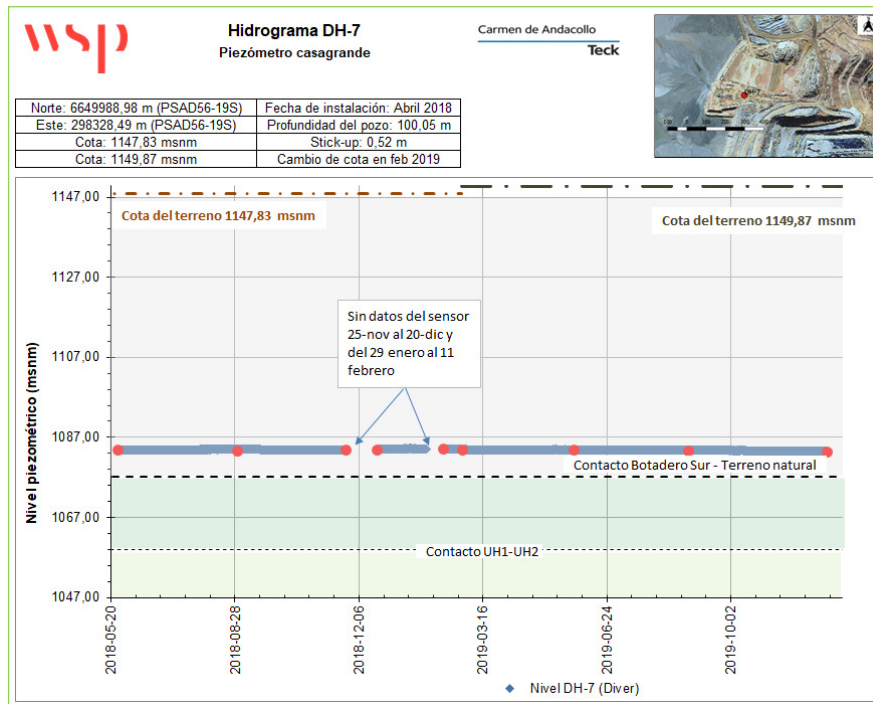 wsp
Hidrograma DH-7
Piezómetro casagrande
Carmen de Andacollo
Teck
Norte: 6649988,98 m (PSAD56-19S) Fecha de instalación: Abril 2018
Este: 298328,49 m (PSAD56-19S) Profundidad del pozo: 100,05 m
Cota: 1147,83 msnm Stick-up: 0,52 m
Cota: 1149,87 msnm Cambio de cota en feb 2019
1147,00
Cota del terreno 1147,83 msnm
Cota del terreno 1149,87 msnm
1127,00
Sin datos del sensor
25-nov al 20-dic y
del 29 enero al 11
febrero
1107,00
1087,00
Contacto Botadero Sur - Terreno natural
1067,00
Contacto UH1-UH2
1047,00
Nivel piezométrico (msnm)
2018-05-20
2018-08-28
2018-12-06
2019-03-16
2019-06-24
2019-10-02
Nivel DH-7 (Diver)